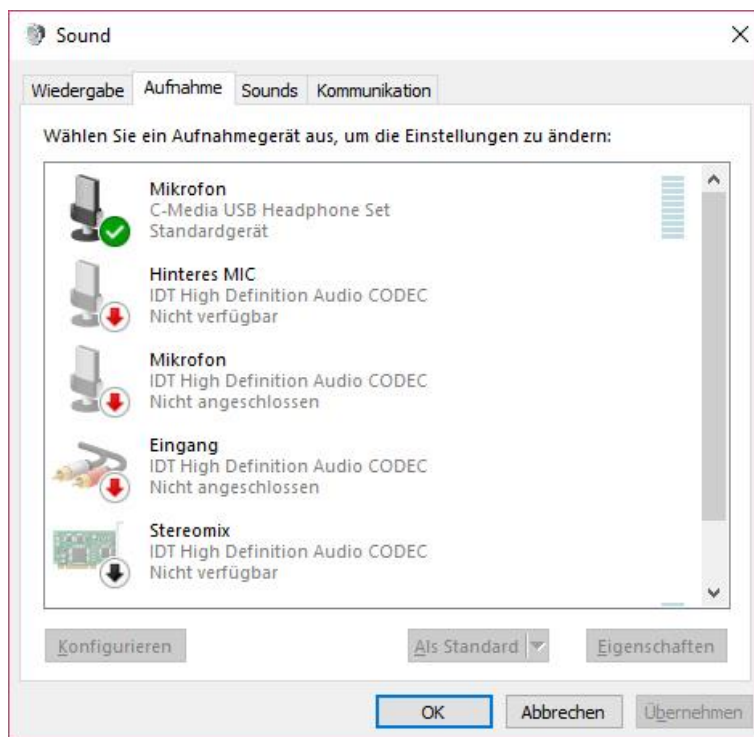 Sound
Wiedergabe Aufnahme Sounds Kommunikation
Wählen Sie ein Aufnahmegerät aus, um die Einstellungen zu ändern:
Mikrofon
C-Media USB Headphone Set
Standardgerät
Hinteres MIC
IDT High Definition Audio CODEC
Nicht verfügbar
Mikrofon
IDT High Definition Audio CODEC
Nicht angeschlossen
Eingang
IDT High Definition Audio CODEC
Nicht angeschlossen
Stereomix
IDT High Definition Audio CODEC
Nicht verfügbar
Konfigurieren Als Standard Eigenschaften
OK Abbrechen Übernehmen